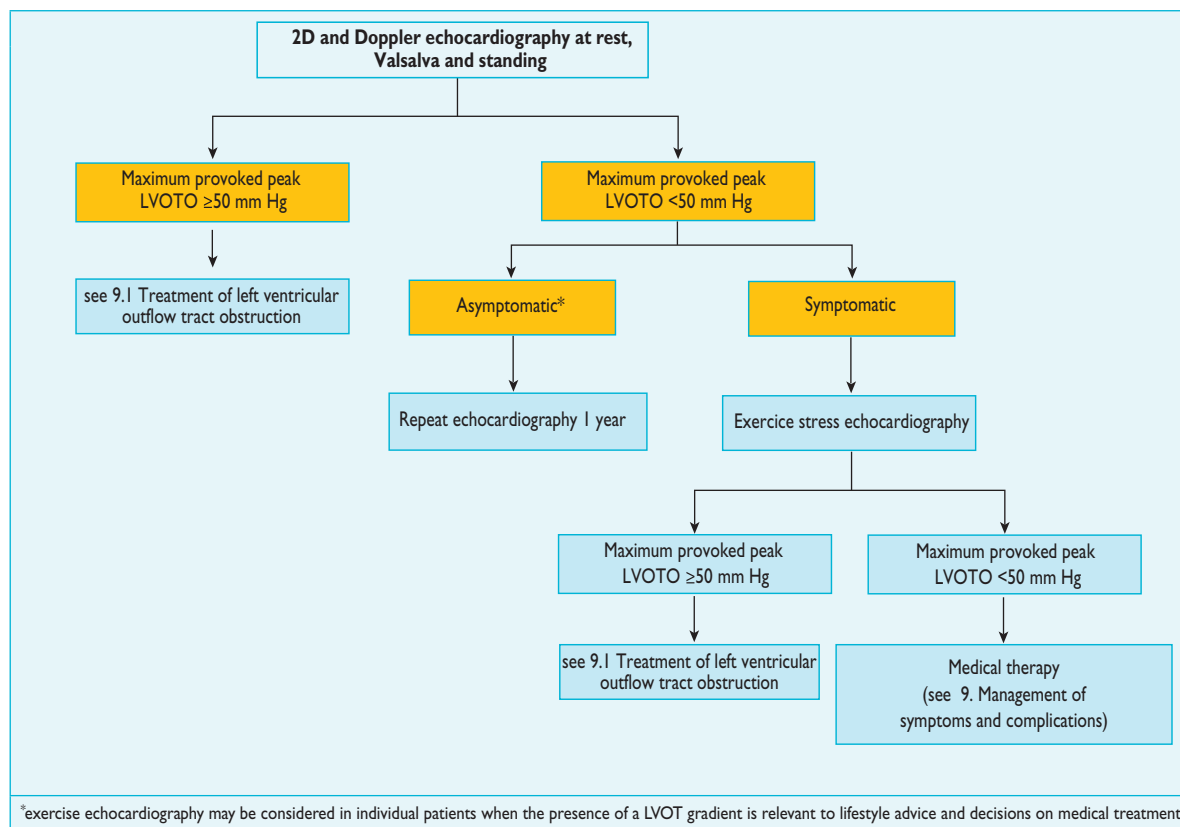 2D and Doppler echocardiography at rest,
Valsalva and standing
Maximum provoked peak
LVOTO ≥50 mm Hg
Maximum provoked peak
LVOTO <50 mm Hg
see 9.1 Treatment of left ventricular
outflow tract obstruction
Asymptomatic*
Symptomatic
Repeat echocardiography 1 year
Exercice stress echocardiography
Maximum provoked peak
LVOTO ≥50 mm Hg
Maximum provoked peak
LVOTO <50 mm Hg
see 9.1 Treatment of left ventricular
outflow tract obstruction
Medical therapy
(see 9. Management of
symptoms and complications)
*exercise echocardiography may be considered in individual patients when the presence of a LVOT gradient is relevant to lifestyle advice and decisions on medical treatment